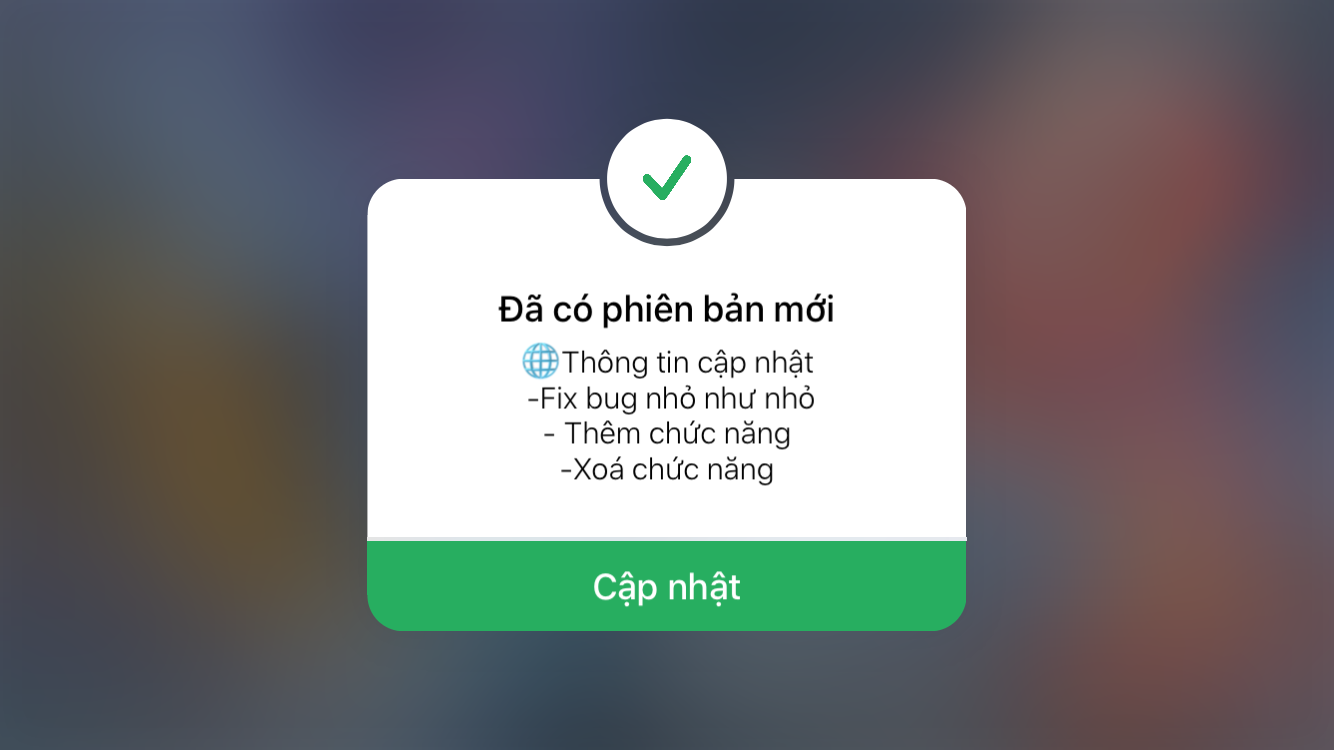 Đã có phiên bản mới
🌐Thông tin cập nhật
-Fix bug nhỏ như nhỏ
- Thêm chức năng
-Xoá chức năng
Cập nhật